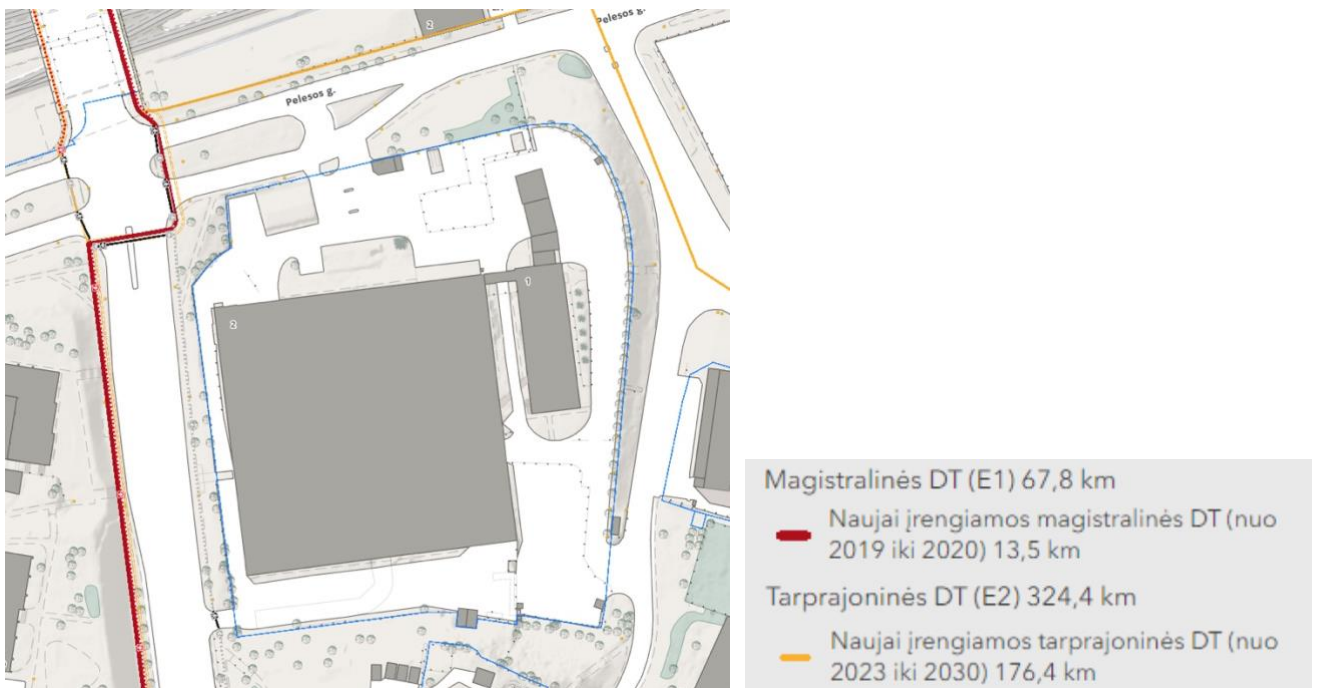 2
Pelesos g.
Pelesos g.
1
2
Magistralinės DT (E1) 67,8 km
Naujai įrengiamos magistralinės DT (nuo
2019 iki 2020) 13,5 km
Tarprajoninės DT (E2) 324,4 km
Naujai įrengiamos tarprajoninės DT (nuo
2023 iki 2030) 176,4 km